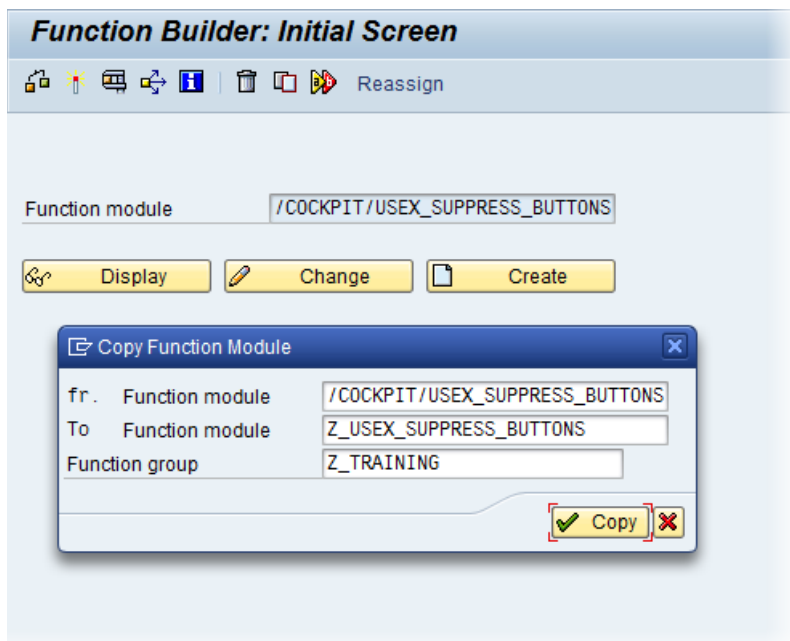 Function Builder: Initial Screen
Reassign
Function module /COCKPIT/USEX_SUPPRESS_BUTTONS
Display Change Create
Copy Function Module
fr. Function module /COCKPIT/USEX_SUPPRESS_BUTTONS
To Function module Z_USEX_SUPPRESS_BUTTONS
Function group Z_TRAINING
Copy